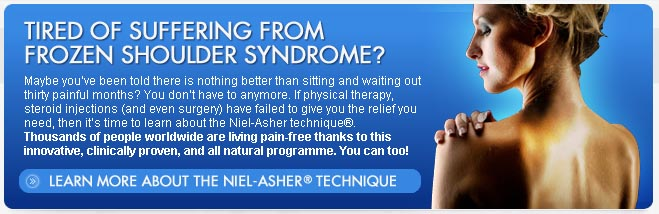 TIRED OF SUFFERING FROM
FROZEN SHOULDER SYNDROME?
Maybe you've been told there is nothing better than sitting and waiting out
thirty painful months? You don't have to anymore. If physical therapy,
steroid injections (and even surgery) have failed to give you the relief you
need, then it's time to learn about the Niel-Asher technique®.
Thousands of people worldwide are living pain-free thanks to this
innovative, clinically proven, and all natural programme. You can too!
LEARN MORE ABOUT THE NIEL-ASHER® TECHNIQUE